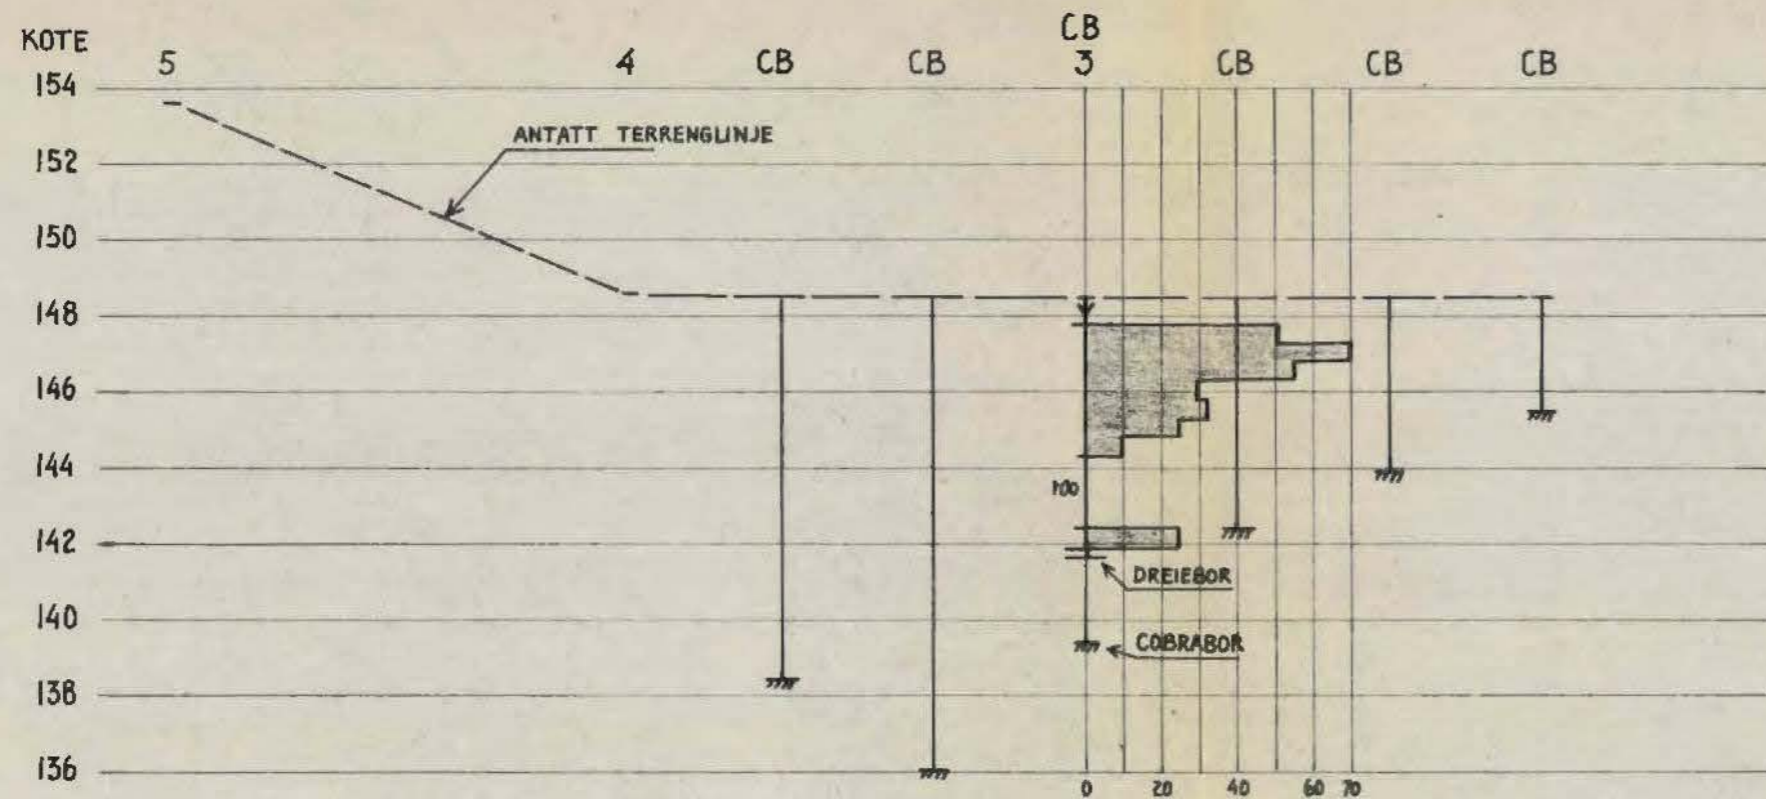 CB
KOTE
5 4 CB CB 3 CB CB CB
154
ANTATT TERRENGLINJE
152
150
148
146
144
100
142
DREIEBOR
140
COBRABOR
138
136
0 20 40 60 70